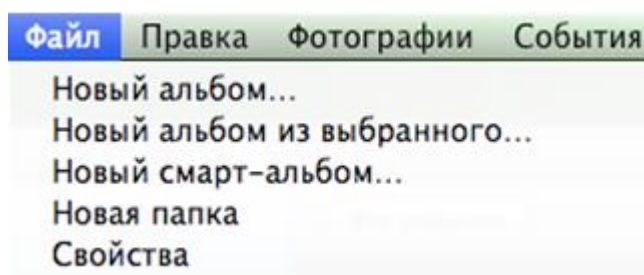 Файл Правка Фотографии События
Новый альбом...
Новый альбом из выбранного...
Новый смарт-альбом...
Новая папка
Свойства